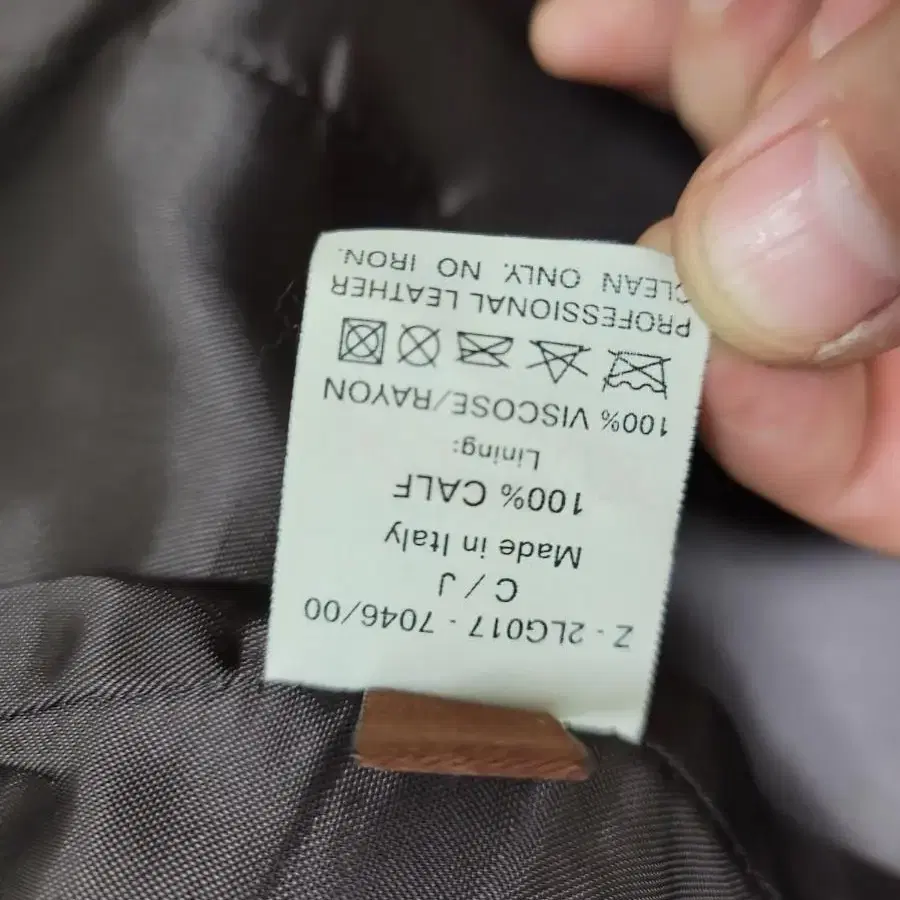 Z - 2LG017 - 7046/00
C / J
Made in Italy
100% CALF
Lining:
100% VISCOSE/RAYON
PROFESSIONAL LEATHER
CLEAN ONLY. NO IRON.